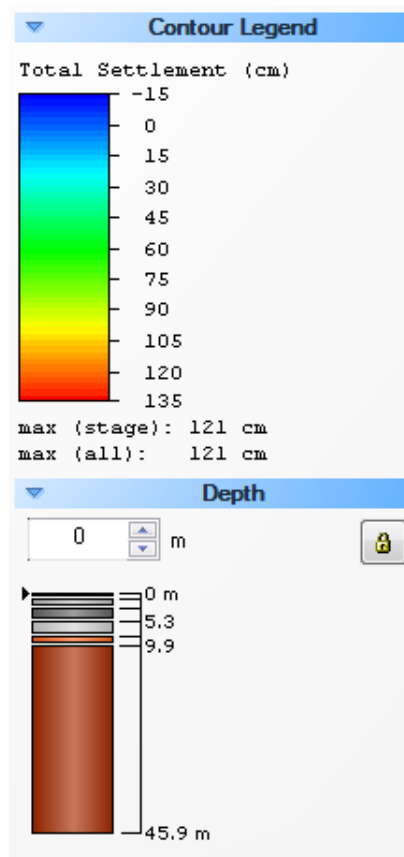 Contour Legend
Total Settlement (cm)
-15
0
15
30
45
60
75
90
105
120
135
max (stage): 121 cm
max (all): 121 cm
Depth
0 m
0 m
5.3
9.9
45.9 m